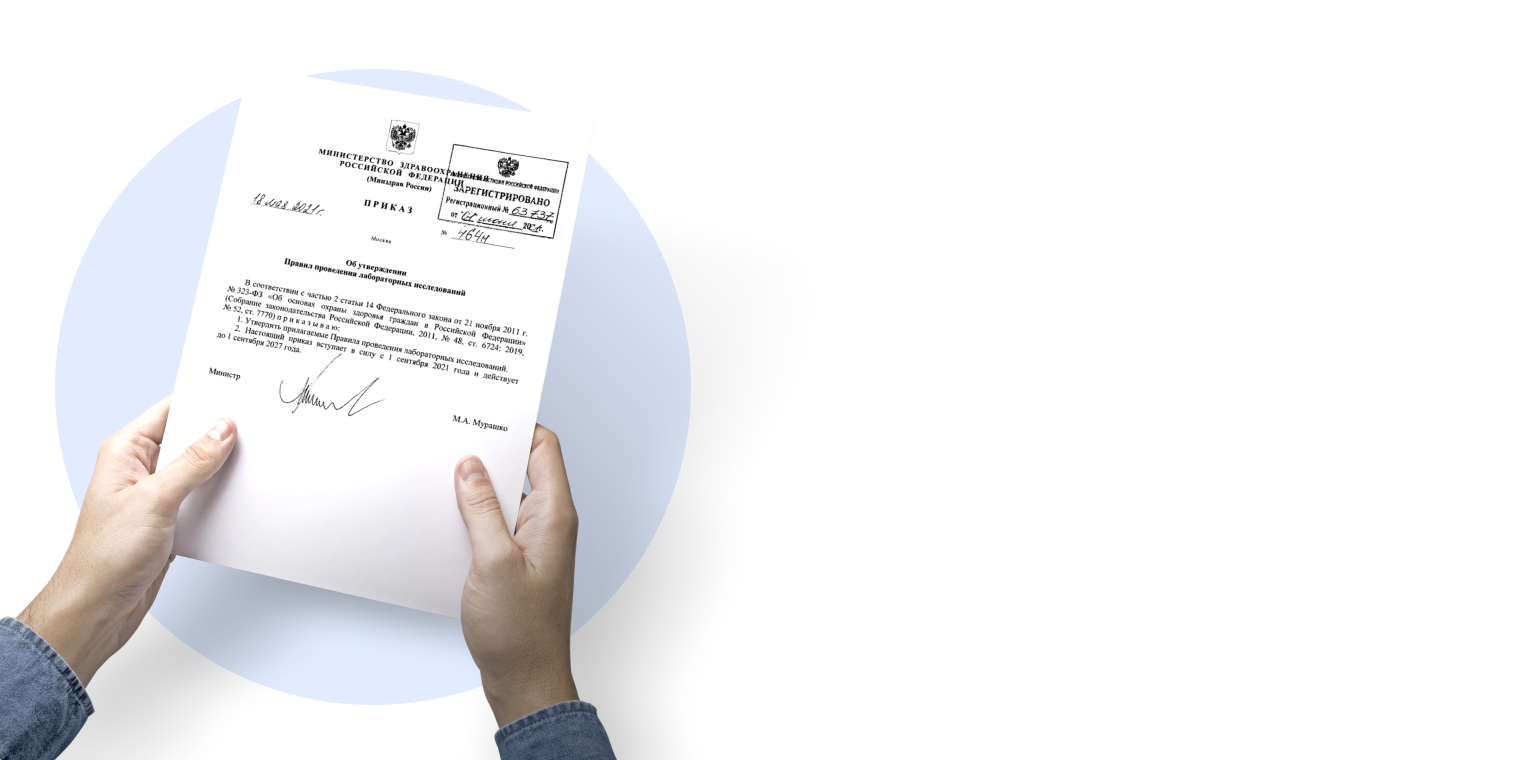 МИНИСТЕРСТВО ЗДРАВООХРАНЕНИЯ
РОССИЙСКОЙ ФЕДЕРАЦИИ
(Минздрав России)
ЮСТИЦИИ РОССИЙСКОЙ ФЕДЕРАЦИИ
ЗАРЕГИСТРИРОВАНО
Регистрационный № 63737
от "01" июня 2021г.
18 мая 2021г.
ПРИКАЗ
№ 464н
Москва
Об утверждении
Правил проведения лабораторных исследований
В соответствии с частью 2 статьи 14 Федерального закона от 21 ноября 2011 г.
№ 323-ФЗ «Об основах охраны здоровья граждан в Российской Федерации»
(Собрание законодательства Российской Федерации, 2011, № 48, ст. 6724; 2019,
№ 52, ст. 7770) п р и к а з ы в а ю:
1. Утвердить прилагаемые Правила проведения лабораторных исследований.
2. Настоящий приказ вступает в силу с 1 сентября 2021 года и действует
до 1 сентября 2027 года.
Министр
М.А. Мурашко